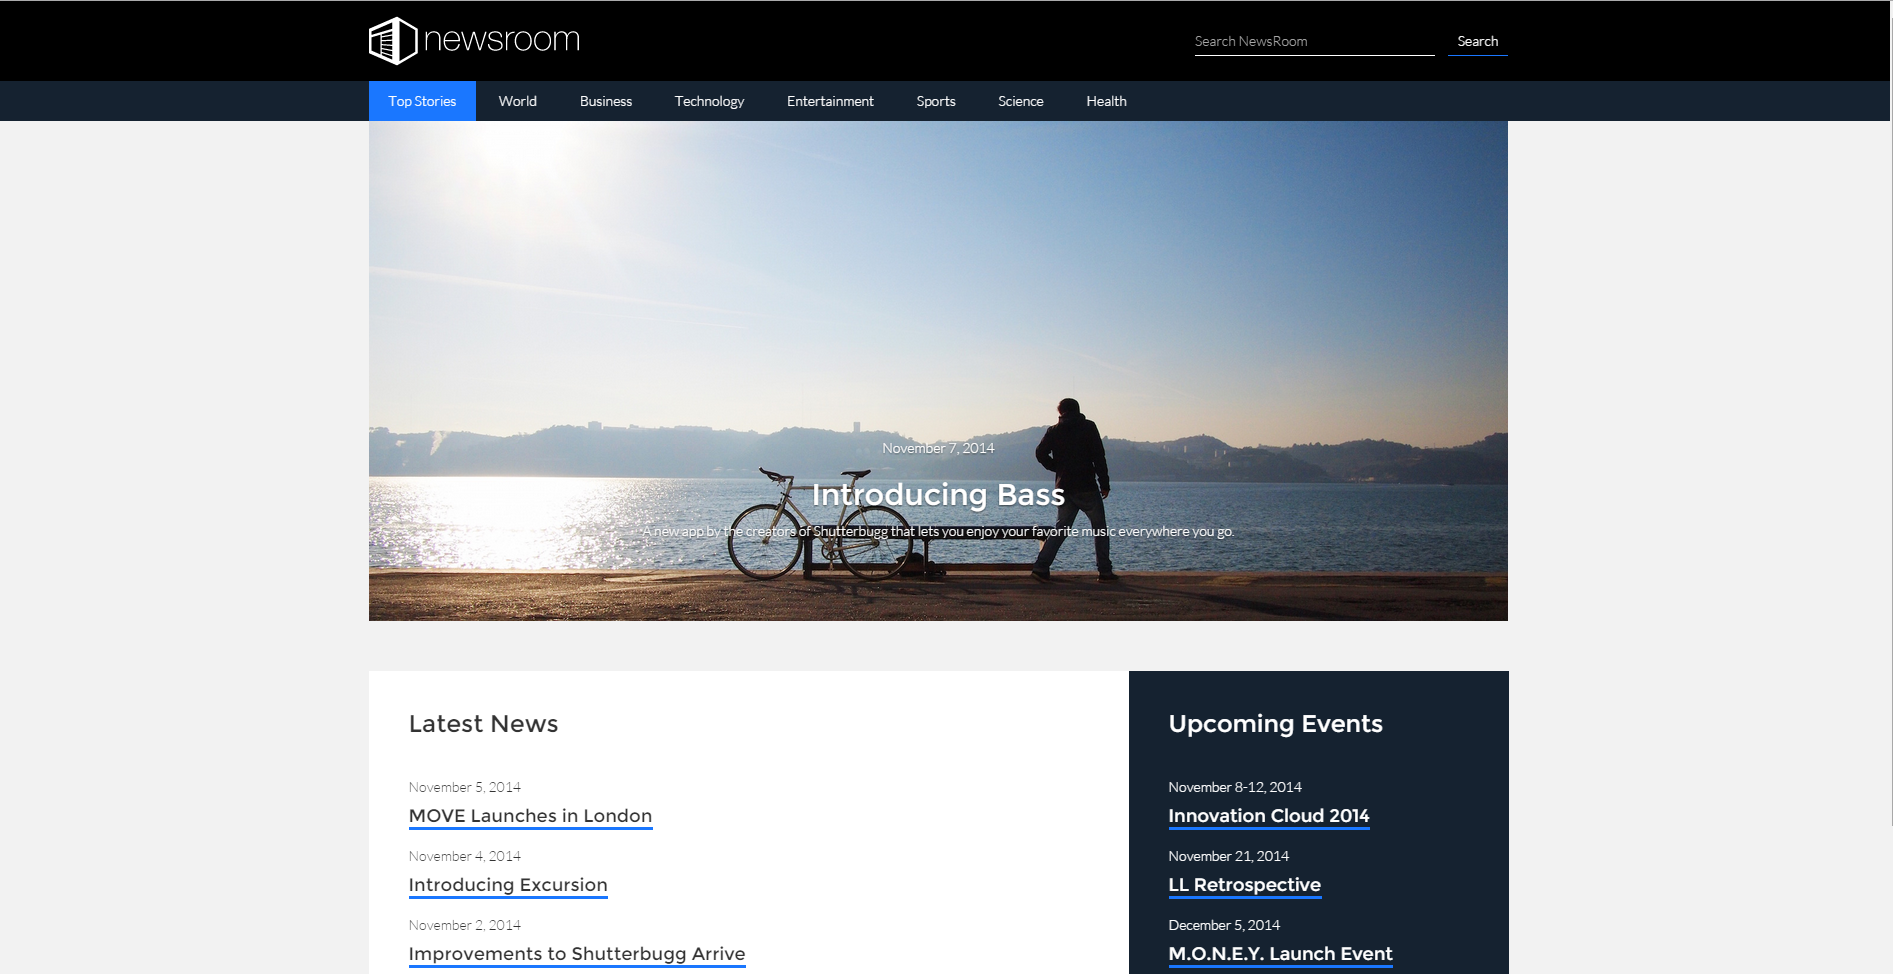 newsroom
Search NewsRoom
Search
Top Stories
World
Business
Technology
Entertainment
Sports
Science
Health
November 7, 2014
Introducing Bass
A new app by the creators of Shutterbugg that lets you enjoy your favorite music everywhere you go.
Latest News
November 5, 2014
MOVE Launches in London
November 4, 2014
Introducing Excursion
November 2, 2014
Improvements to Shutterbugg Arrive
Upcoming Events
November 8-12, 2014
Innovation Cloud 2014
November 21, 2014
LL Retrospective
December 5, 2014
M.O.N.E.Y. Launch Event